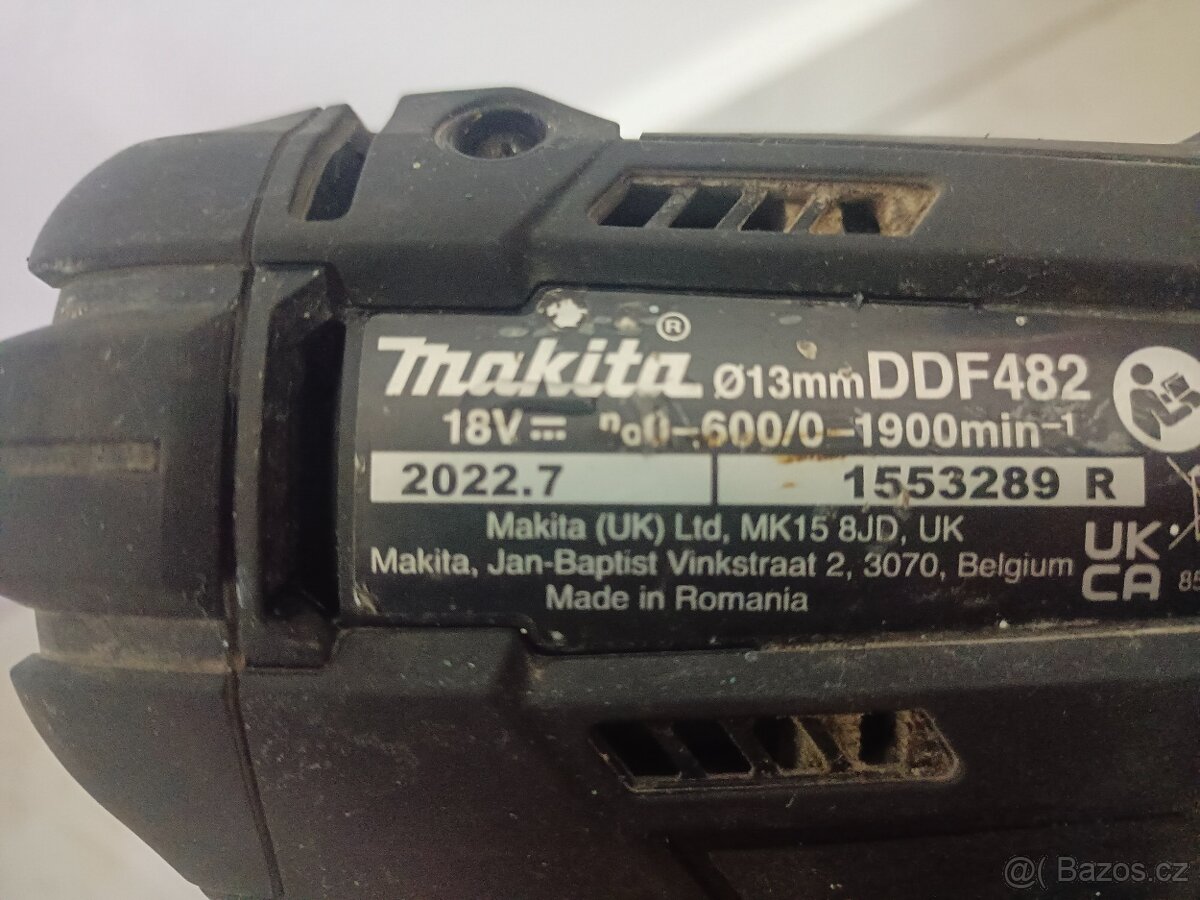 makita® Ø13mm DDF482
18V⎓ n₀0-600/0-1900min⁻¹
2022.7 1553289 R
Makita (UK) Ltd, MK15 8JD, UK
Makita, Jan-Baptist Vinkstraat 2, 3070, Belgium
Made in Romania
UK
CA
@( Bazos.cz